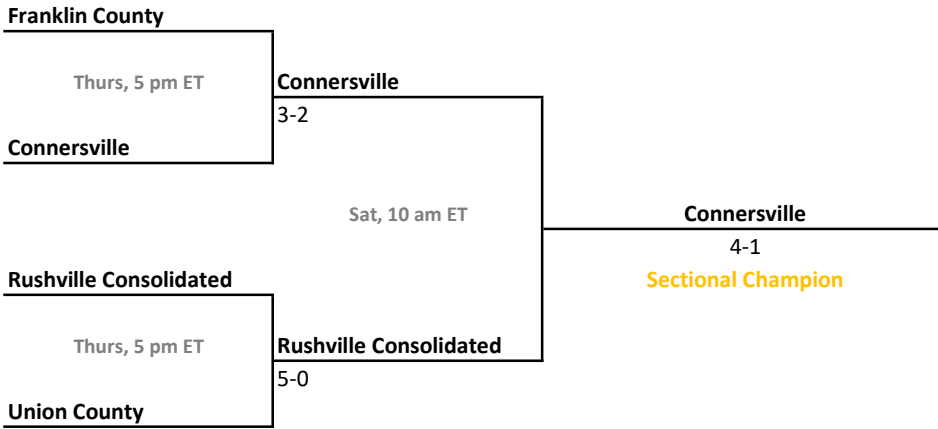 Franklin County
Thurs, 5 pm ET
Connersville
3-2
Connersville
Sat, 10 am ET
Connersville
4-1
Sectional Champion
Rushville Consolidated
Thurs, 5 pm ET
Rushville Consolidated
5-0
Union County